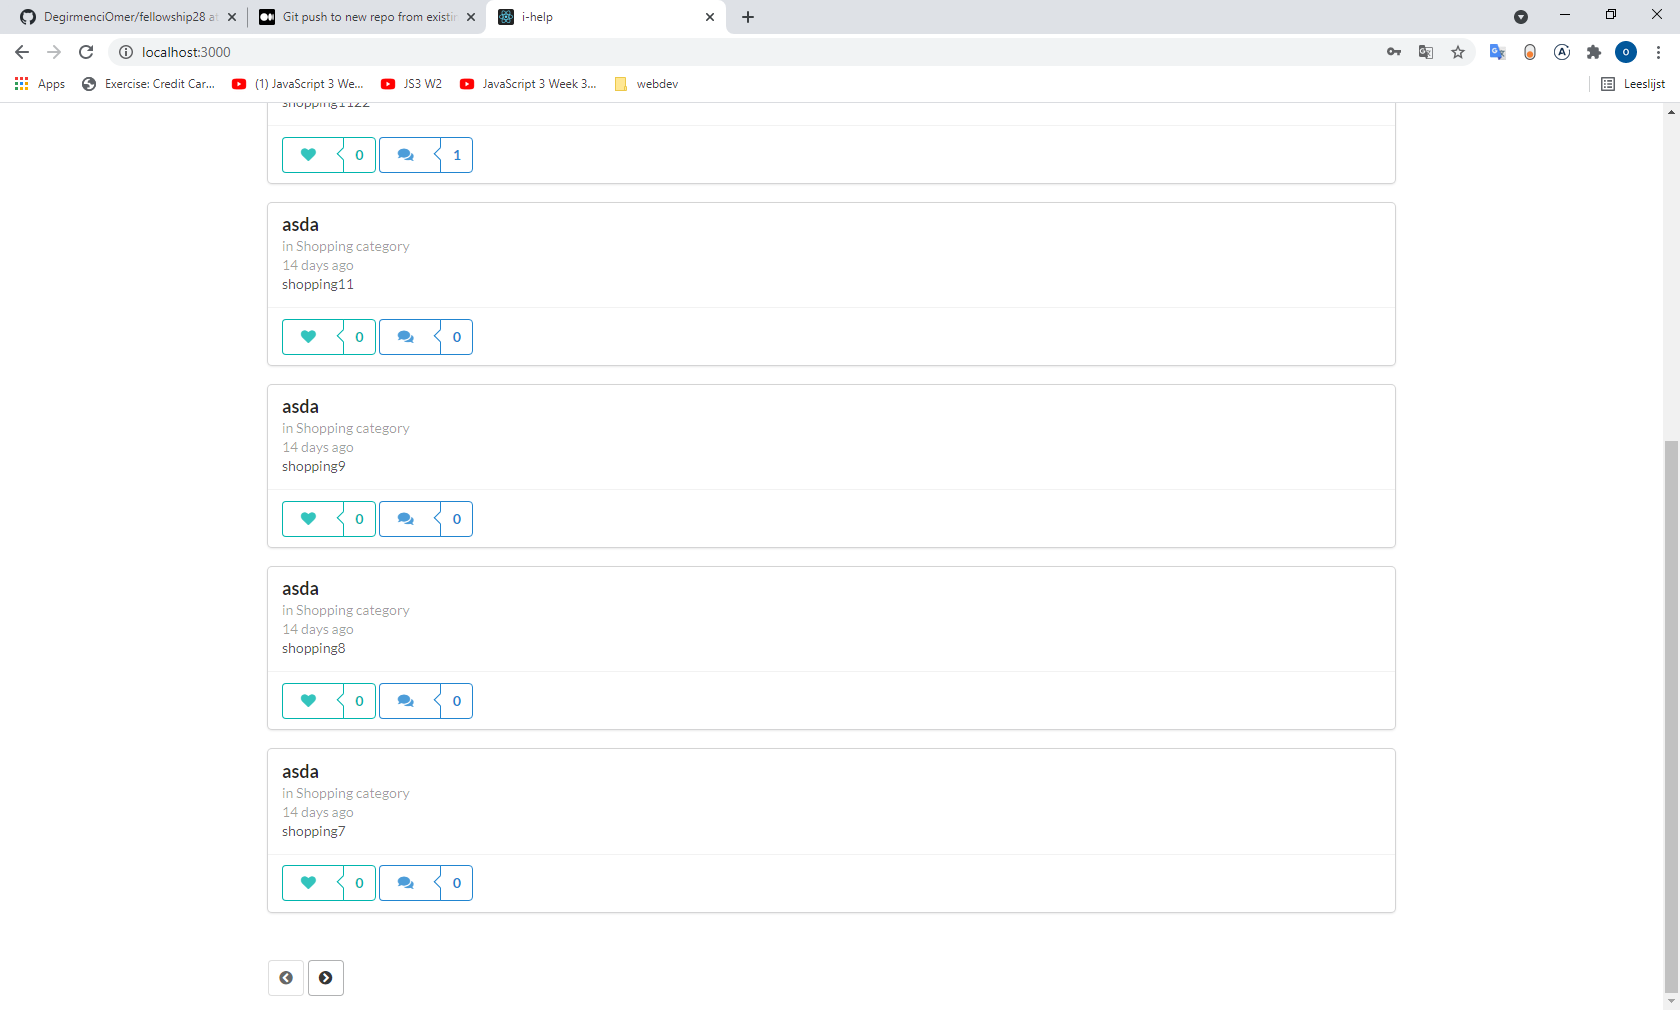 DegirmenciOmer/fellowship28 at
Git push to new repo from existin
i-help
localhost:3000
Apps
Exercise: Credit Car...
(1) JavaScript 3 We...
JS3 W2
JavaScript 3 Week 3...
webdev
Leeslijst
shopping1122
0
1
asda
in Shopping category
14 days ago
shopping11
0
0
asda
in Shopping category
14 days ago
shopping9
0
0
asda
in Shopping category
14 days ago
shopping8
0
0
asda
in Shopping category
14 days ago
shopping7
0
0